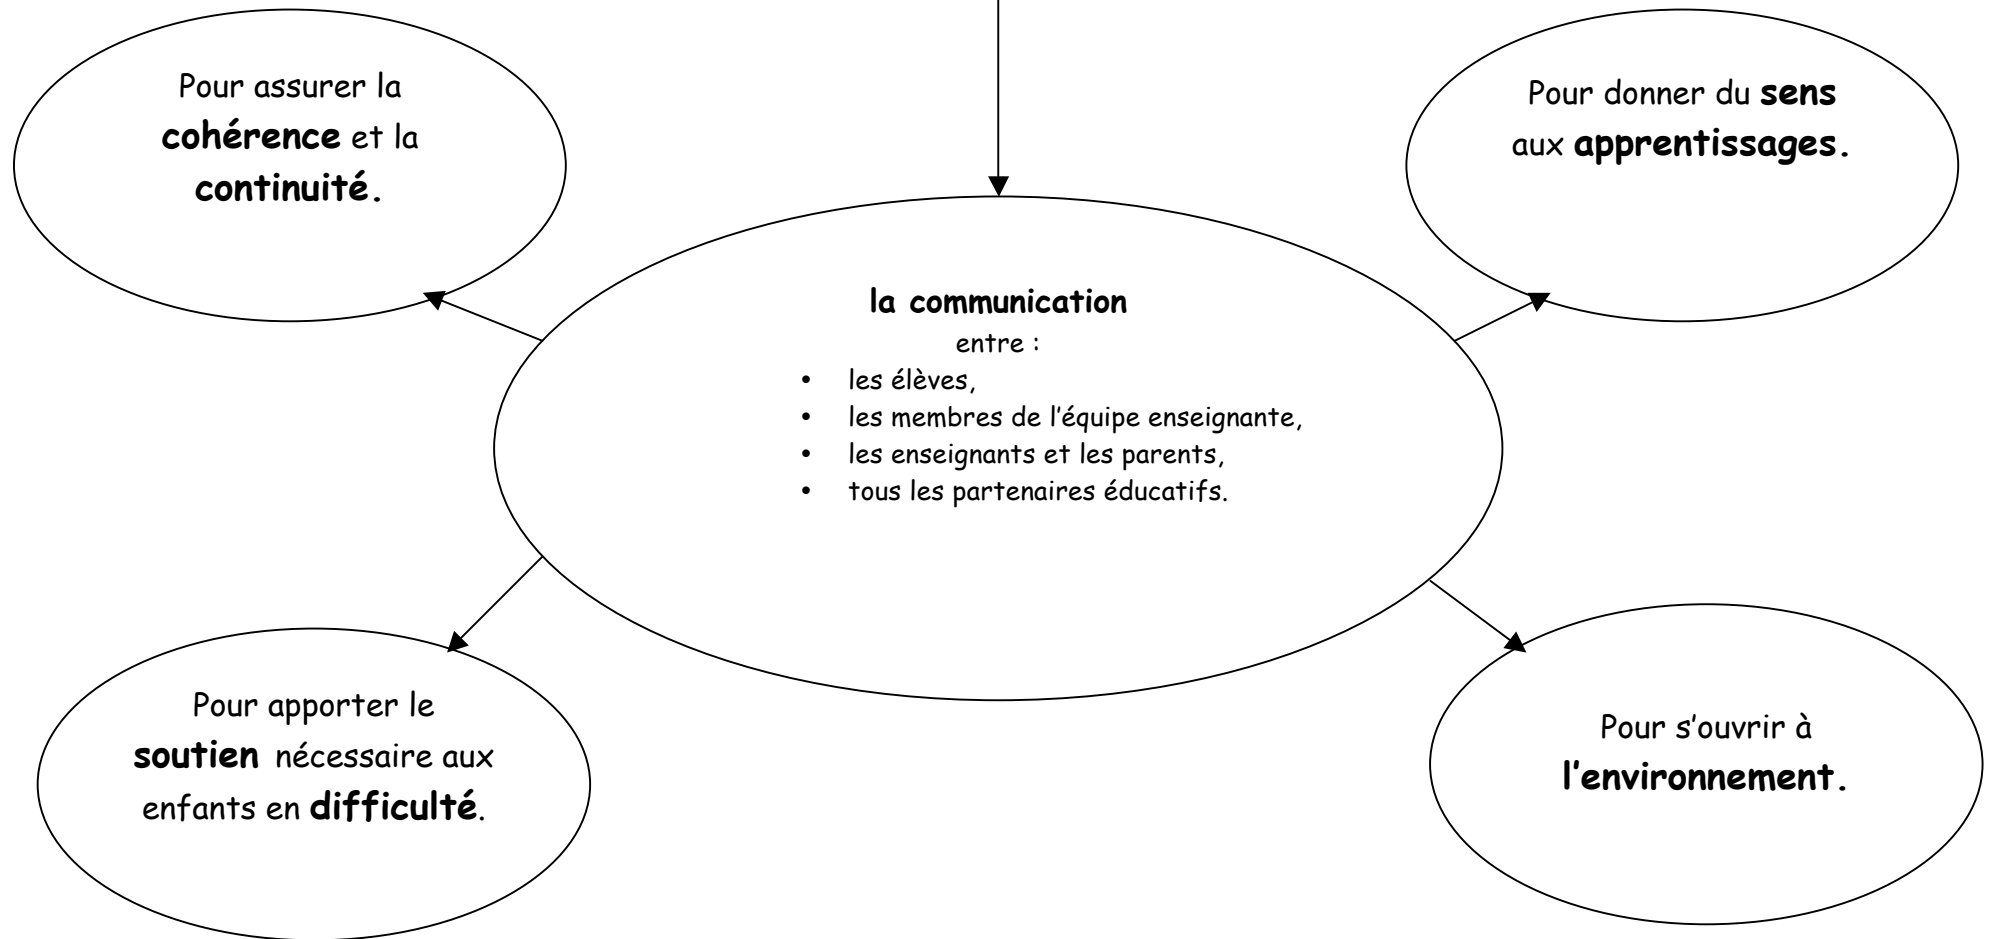 Pour assurer la
cohérence et la
continuité.
Pour donner du sens
aux apprentissages.
la communication
entre :
• les élèves,
• les membres de l’équipe enseignante,
• les enseignants et les parents,
• tous les partenaires éducatifs.
Pour apporter le
soutien nécessaire aux
enfants en difficulté.
Pour s’ouvrir à
l’environnement.